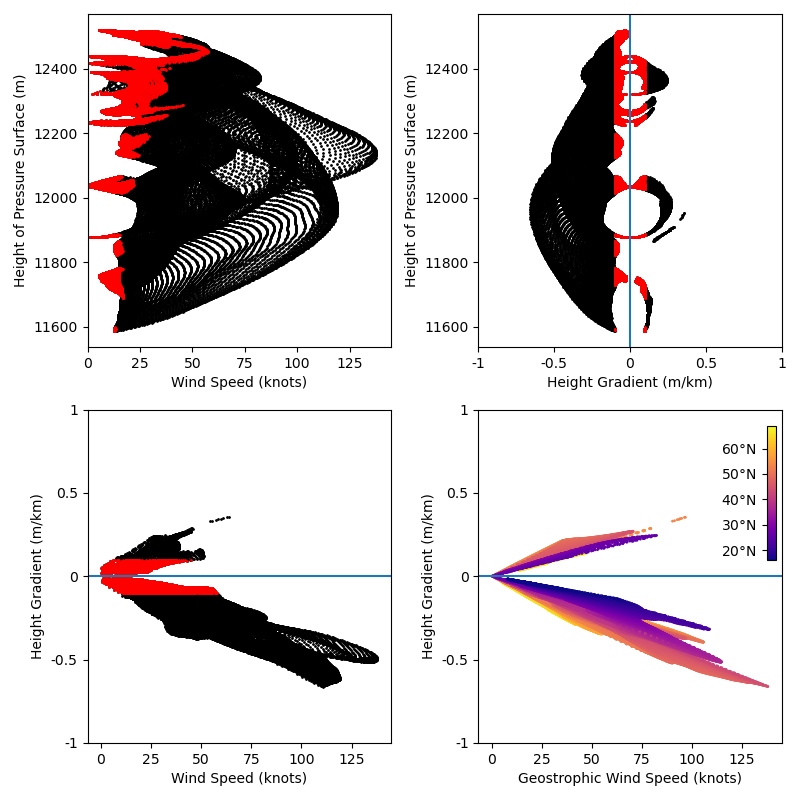 12400
12200
12000
11800
11600
Height of Pressure Surface (m)
0 25 50 75 100 125
Wind Speed (knots)
12400
12200
12000
11800
11600
Height of Pressure Surface (m)
-1 -0.5 0 0.5 1
Height Gradient (m/km)
1
0.5
0
-0.5
-1
Height Gradient (m/km)
0 25 50 75 100 125
Wind Speed (knots)
1
0.5
0
-0.5
-1
Height Gradient (m/km)
60°N
50°N
40°N
30°N
20°N
0 25 50 75 100 125
Geostrophic Wind Speed (knots)